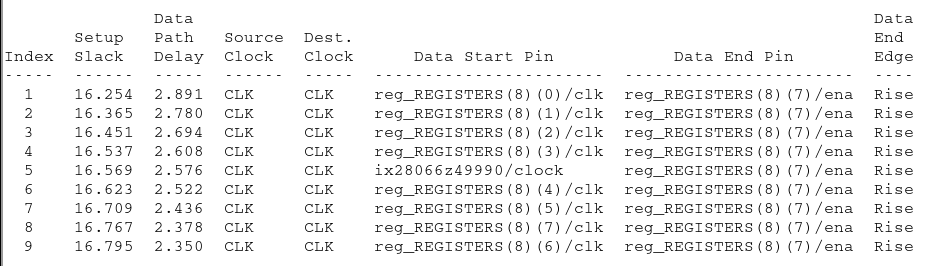 Data                                                                   Data
       Setup    Path    Source  Dest.                                                  End
Index  Slack    Delay   Clock   Clock      Data Start Pin            Data End Pin      Edge
-----  ------   -----   ------  -----  -----------------------  -----------------------  ----
  1    16.254   2.891   CLK     CLK    reg_REGISTERS(8)(0)/clk  reg_REGISTERS(8)(7)/ena  Rise
  2    16.365   2.780   CLK     CLK    reg_REGISTERS(8)(1)/clk  reg_REGISTERS(8)(7)/ena  Rise
  3    16.451   2.694   CLK     CLK    reg_REGISTERS(8)(2)/clk  reg_REGISTERS(8)(7)/ena  Rise
  4    16.537   2.608   CLK     CLK    reg_REGISTERS(8)(3)/clk  reg_REGISTERS(8)(7)/ena  Rise
  5    16.569   2.576   CLK     CLK    ix28066z49990/clock      reg_REGISTERS(8)(7)/ena  Rise
  6    16.623   2.522   CLK     CLK    reg_REGISTERS(8)(4)/clk  reg_REGISTERS(8)(7)/ena  Rise
  7    16.709   2.436   CLK     CLK    reg_REGISTERS(8)(5)/clk  reg_REGISTERS(8)(7)/ena  Rise
  8    16.767   2.378   CLK     CLK    reg_REGISTERS(8)(7)/clk  reg_REGISTERS(8)(7)/ena  Rise
  9    16.795   2.350   CLK     CLK    reg_REGISTERS(8)(6)/clk  reg_REGISTERS(8)(7)/ena  Rise